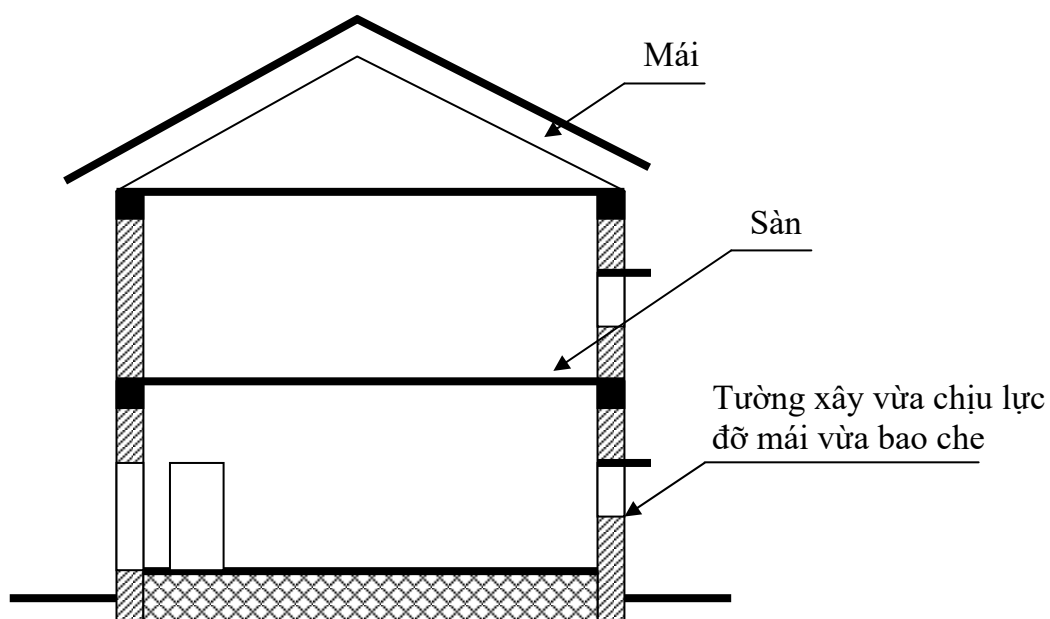 Mái
Sàn
Tường xây vừa chịu lực
đỡ mái vừa bao che